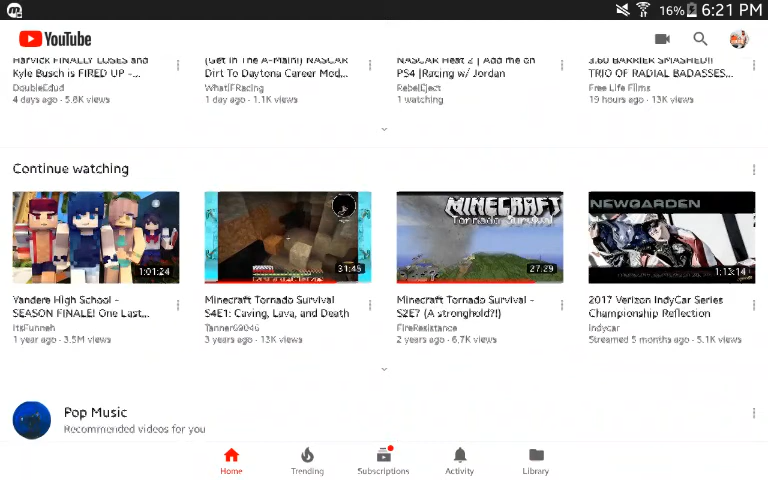 16% 6:21 PM
YouTube
Harvick FINALLY LOSES and
Kyle Busch is FIRED UP -...
DoubleEdud
4 days ago · 5.8K views
(Get In The A-Main!) NASCAR
Dirt To Daytona Career Mod...
WhatIfRacing
1 day ago · 1.1K views
NASCAR Heat 2 | Add me on
PS4 |Racing w/ Jordan
RebelEject
1 watching
3.60 BARRIER SMASHED!!
TRIO OF RADIAL BADASSES...
Free Life Films
19 hours ago · 13K views
Continue watching
1:01:24
31:45
MINECRAFT
Tornado Survival
27:29
NEWGARDEN
1:13:14
Yandere High School -
SEASON FINALE! One Last...
ItsFunneh
1 year ago · 3.5M views
Minecraft Tornado Survival
S4E1: Caving, Lava, and Death
Tanner69046
3 years ago · 13K views
Minecraft Tornado Survival -
S2E7 (A stronghold?!)
FireResistance
2 years ago · 6.7K views
2017 Verizon IndyCar Series
Championship Reflection
Indycar
Streamed 5 months ago · 5.1K views
Pop Music
Recommended videos for you
Home
Trending
Subscriptions
Activity
Library